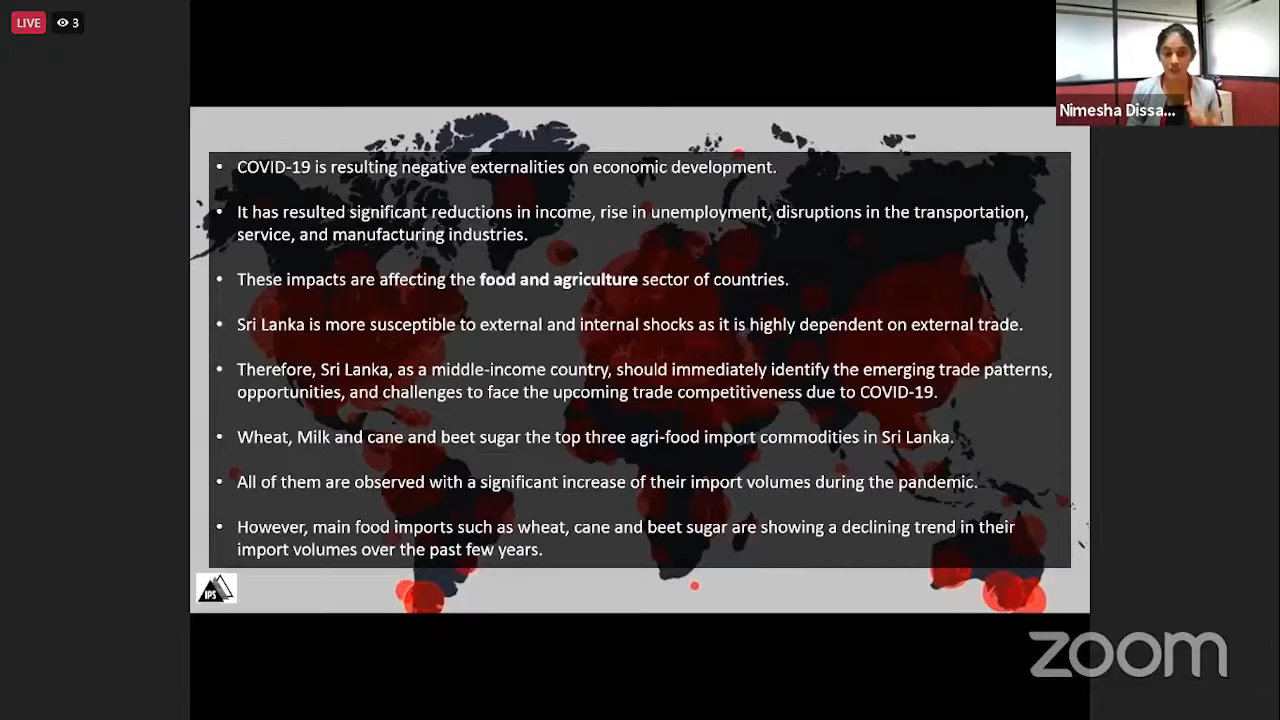 LIVE
3
Nimesha Dissa...
• COVID-19 is resulting negative externalities on economic development.
• It has resulted significant reductions in income, rise in unemployment, disruptions in the transportation,
service, and manufacturing industries.
• These impacts are affecting the food and agriculture sector of countries.
• Sri Lanka is more susceptible to external and internal shocks as it is highly dependent on external trade.
• Therefore, Sri Lanka, as a middle-income country, should immediately identify the emerging trade patterns,
opportunities, and challenges to face the upcoming trade competitiveness due to COVID-19.
• Wheat, Milk and cane and beet sugar the top three agri-food import commodities in Sri Lanka.
• All of them are observed with a significant increase of their import volumes during the pandemic.
• However, main food imports such as wheat, cane and beet sugar are showing a declining trend in their
import volumes over the past few years.
IPS
zoom